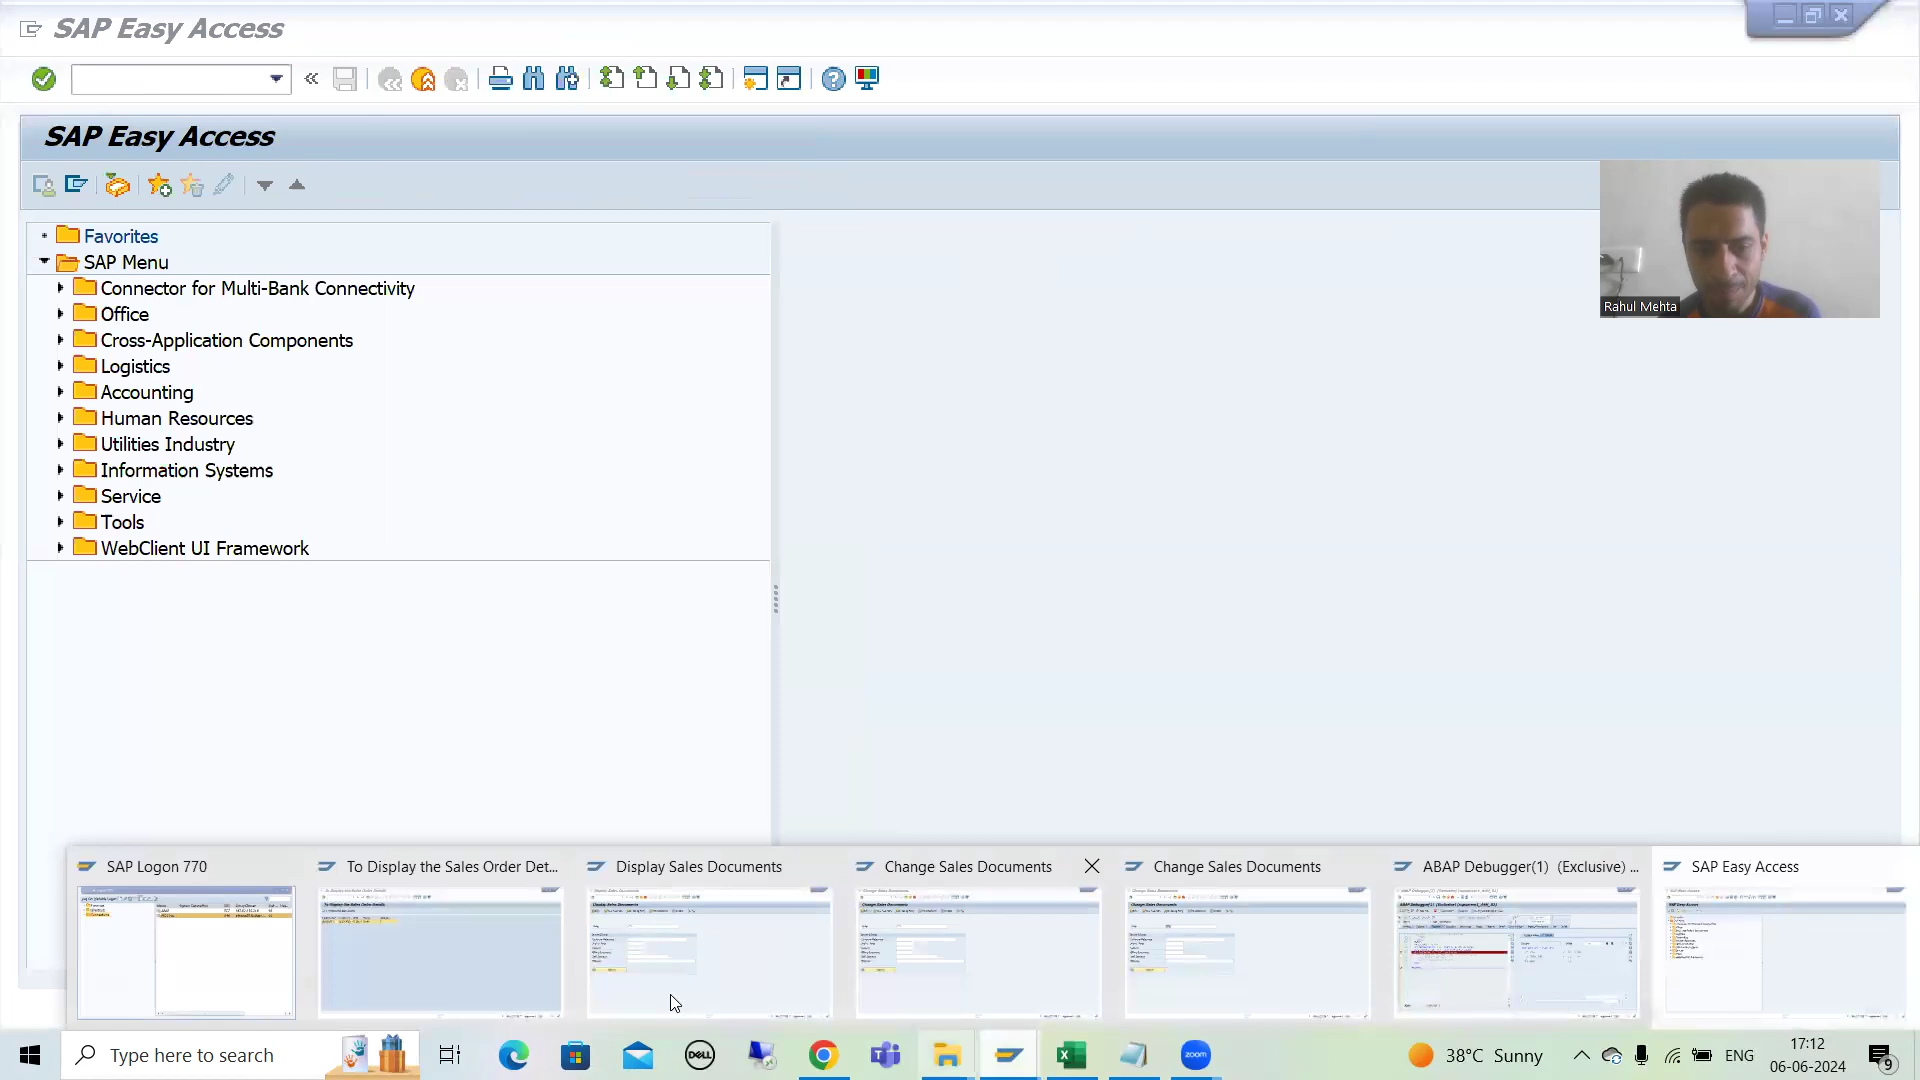 SAP Easy Access
SAP Easy Access
Favorites
SAP Menu
Connector for Multi-Bank Connectivity
Office
Cross-Application Components
Logistics
Accounting
Human Resources
Utilities Industry
Information Systems
Service
Tools
WebClient UI Framework
Rahul Mehta
SAP Logon 770
To Display the Sales Order Det...
Display Sales Documents
Change Sales Documents
Change Sales Documents
ABAP Debugger(1) (Exclusive) ...
SAP Easy Access
Type here to search
DELL
zoom
38°C Sunny
ENG
17:12
06-06-2024
9